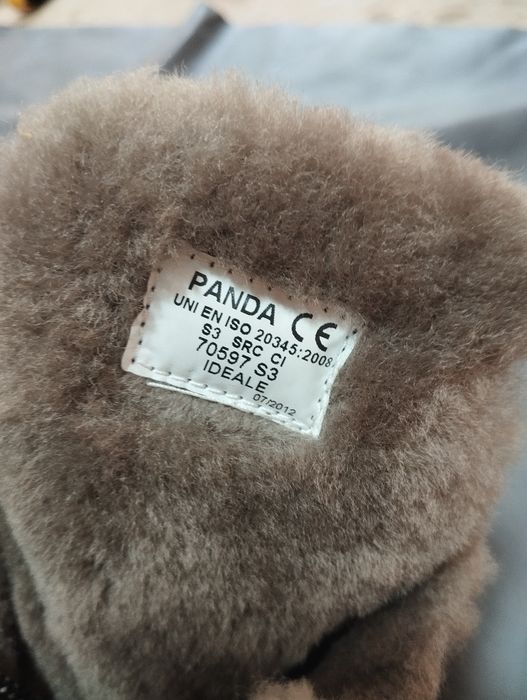 PANDA CE
UNI EN ISO 20345:2008
S3 SRC CI
70597 S3
IDEALE
07/2012